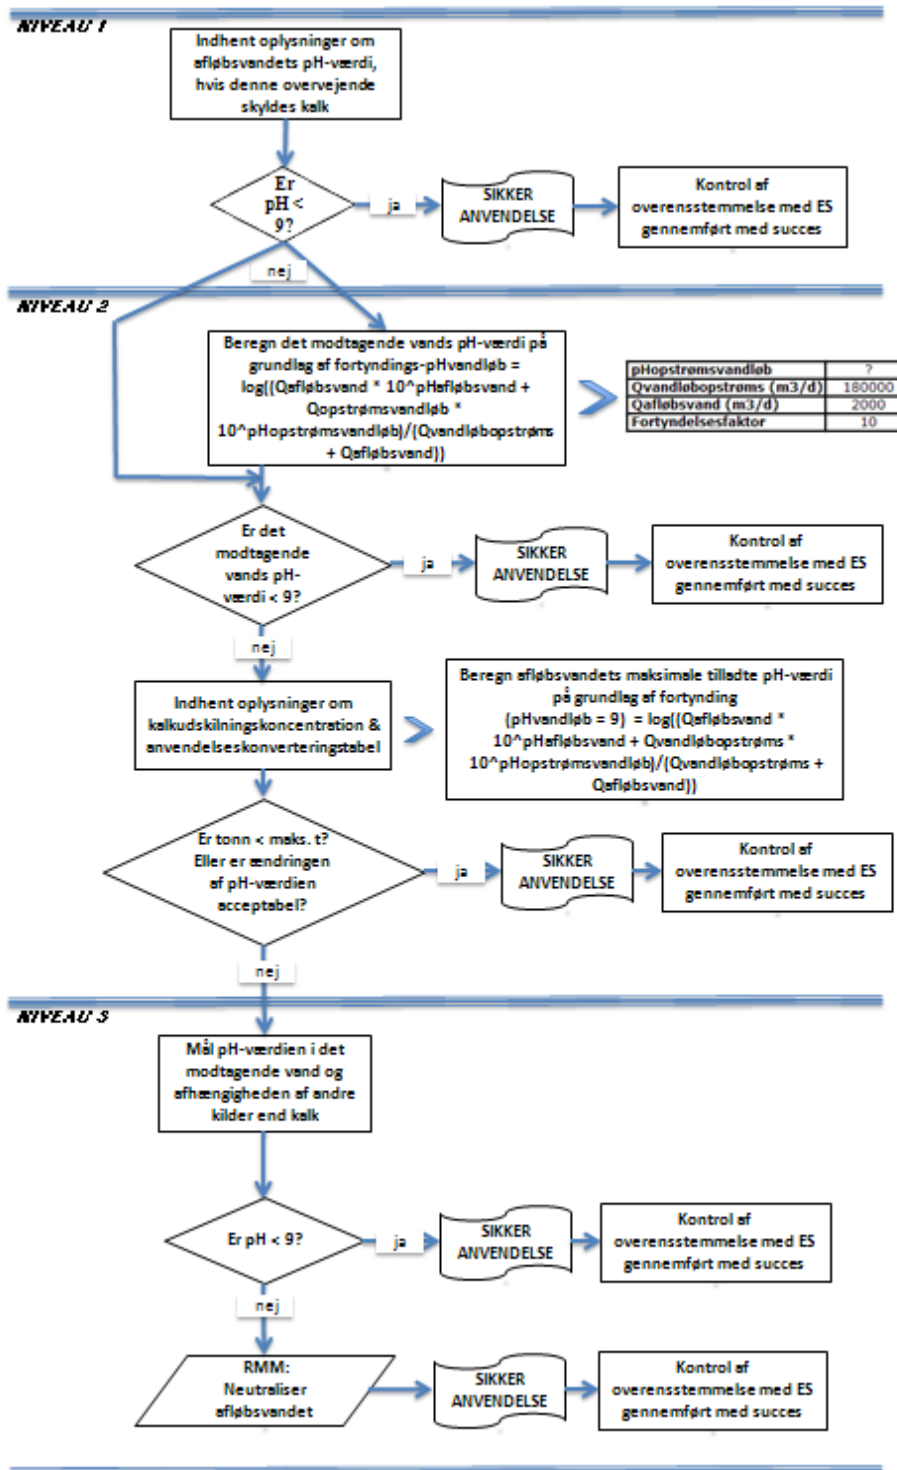 NIVEAU 1
Indhent oplysninger om
afløbsvandets pH-værdi,
hvis denne overvejende
skyldes kalk
Er
pH <
9?
ja
SIKKER
ANVENDELSE
Kontrol af
overensstemmelse med ES
gennemført med succes
nej
NIVEAU 2
Beregn det modtagende vands pH-værdi på
grundlag af fortyndings-pHvandløb =
log((Qafløbsvand * 10^pHafløbsvand +
Qopstrømsvandløb *
10^pHopstrømsvandløb)/(Qvandløbopstrøms
+ Qafløbsvand))
pHopstrømsvandløb ?
Qvandløbopstrøms (m3/d) 180000
Qafløbsvand (m3/d) 2000
Fortyndelsesfaktor 10
Er det
modtagende
vands pH-
værdi < 9?
ja
SIKKER
ANVENDELSE
Kontrol af
overensstemmelse med ES
gennemført med succes
nej
Indhent oplysninger om
kalkudskilningskoncentration &
anvendelseskonverteringstabel
Beregn afløbsvandets maksimale tilladte pH-værdi
på grundlag af fortynding
(pHvandløb = 9) = log((Qafløbsvand *
10^pHafløbsvand + Qvandløbopstrøms *
10^pHopstrømsvandløb)/(Qvandløbopstrøms +
Qafløbsvand))
Er tonn < maks. t?
Eller er ændringen
af pH-værdien
acceptabel?
ja
SIKKER
ANVENDELSE
Kontrol af
overensstemmelse med ES
gennemført med succes
nej
NIVEAU 3
Mål pH-værdien i det
modtagende vand og
afhængigheden af andre
kilder end kalk
Er pH < 9?
ja
SIKKER
ANVENDELSE
Kontrol af
overensstemmelse med ES
gennemført med succes
nej
RMM:
Neutraliser
afløbsvandet
SIKKER
ANVENDELSE
Kontrol af
overensstemmelse med ES
gennemført med succes